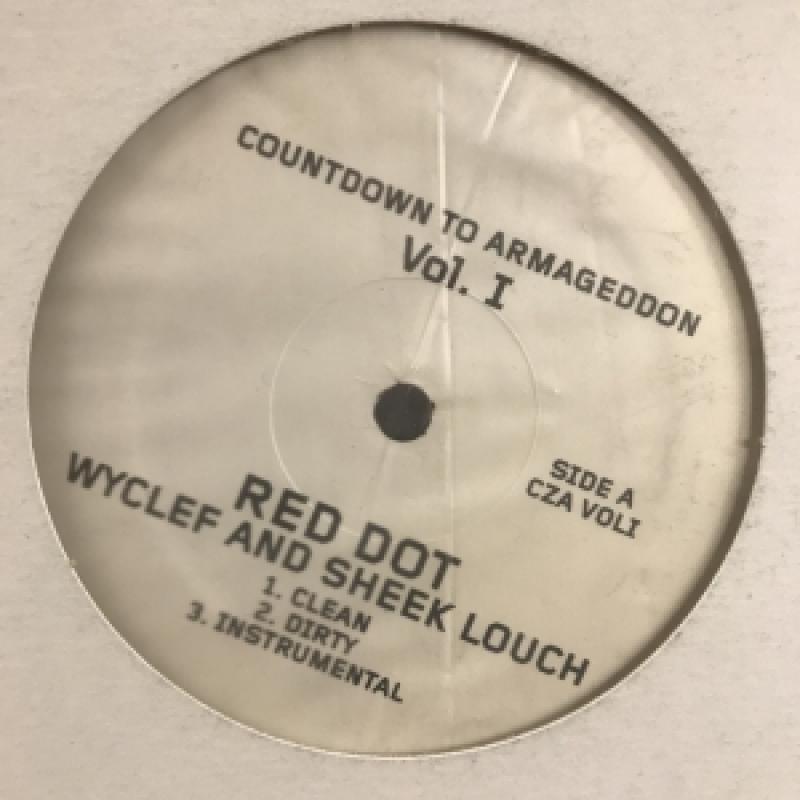 COUNTDOWN TO ARMAGEDDON
Vol. I
SIDE A
CZA VOLI
RED DOT
WYCLEF AND SHEEK LOUCH
1. CLEAN
2. DIRTY
3. INSTRUMENTAL